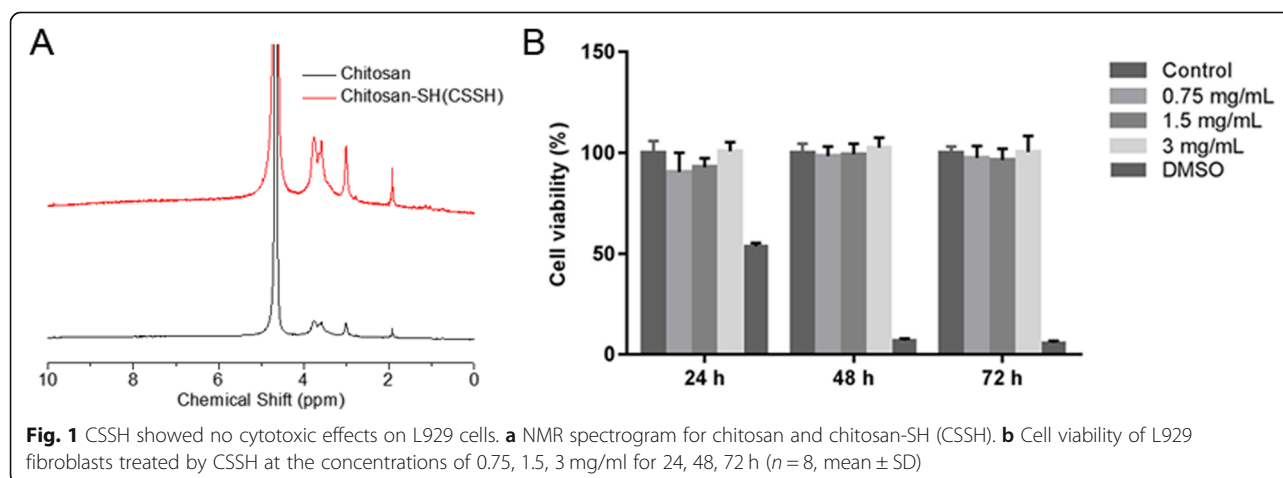 A
Chitosan
Chitosan-SH(CSSH)
10
8
6
4
2
0
Chemical Shift (ppm)
B
150
100
50
0
Cell viability (%)
24 h
48 h
72 h
Control
0.75 mg/mL
1.5 mg/mL
3 mg/mL
DMSO
Fig. 1 CSSH showed no cytotoxic effects on L929 cells. a NMR spectrogram for chitosan and chitosan-SH (CSSH). b Cell viability of L929
fibroblasts treated by CSSH at the concentrations of 0.75, 1.5, 3 mg/ml for 24, 48, 72 h (n = 8, mean ± SD)